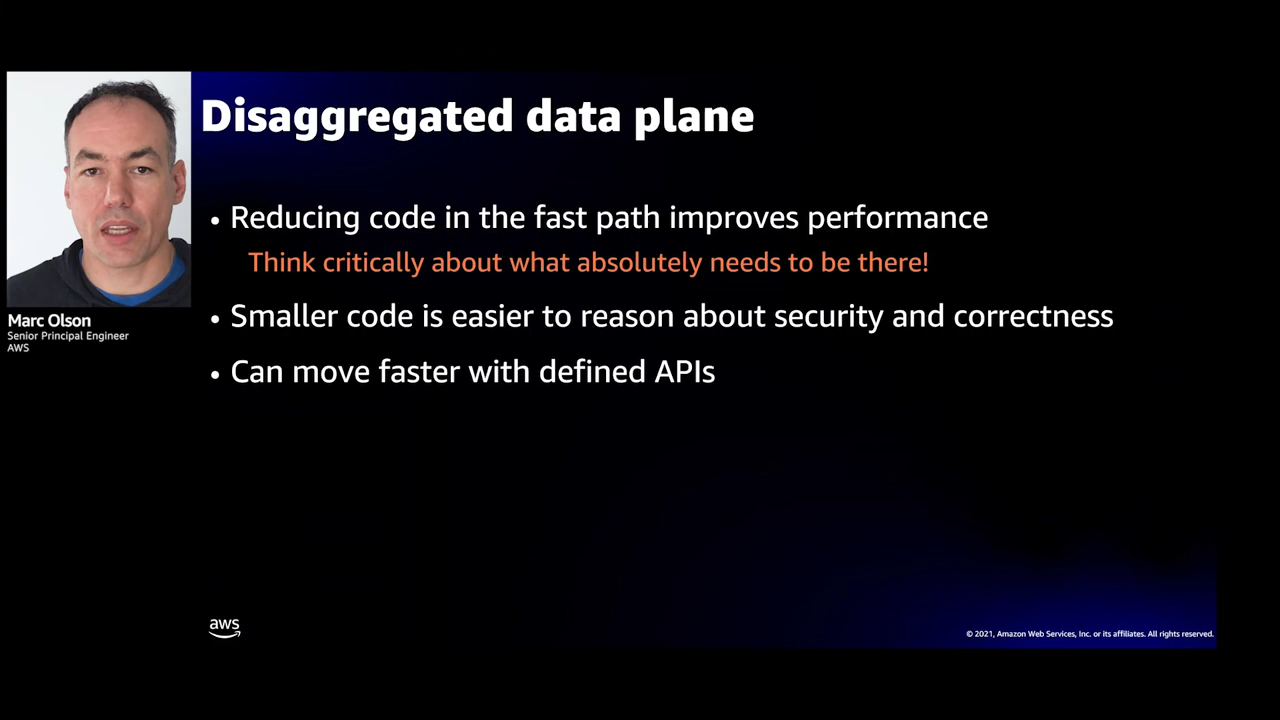 Disaggregated data plane
• Reducing code in the fast path improves performance
Think critically about what absolutely needs to be there!
• Smaller code is easier to reason about security and correctness
• Can move faster with defined APIs
Marc Olson
Senior Principal Engineer
AWS
aws
© 2021, Amazon Web Services, Inc. or its affiliates. All rights reserved.